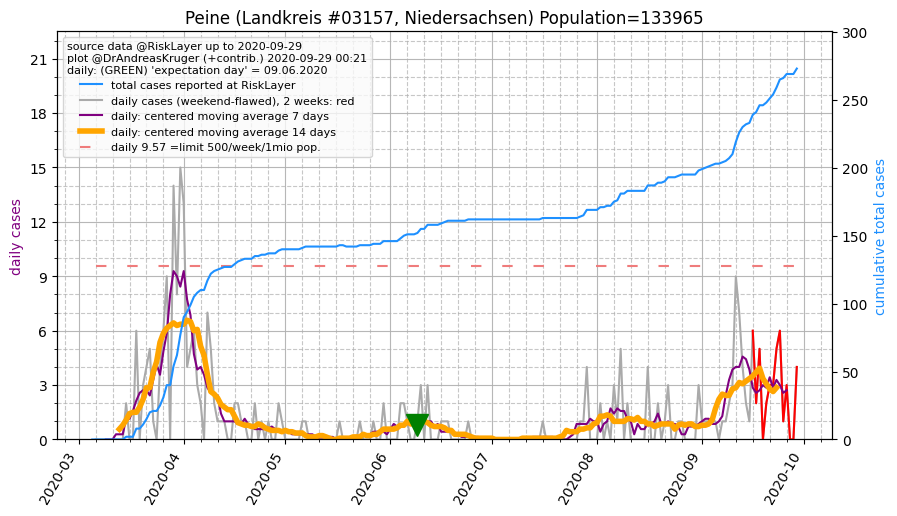 Peine (Landkreis #03157, Niedersachsen) Population=133965
source data @RiskLayer up to 2020-09-29
plot @DrAndreasKruger (+contrib.) 2020-09-29 00:21
daily: (GREEN) 'expectation day' = 09.06.2020
total cases reported at RiskLayer
daily cases (weekend-flawed), 2 weeks: red
daily: centered moving average 7 days
daily: centered moving average 14 days
daily 9.57 =limit 500/week/1mio pop.
daily cases
21
18
15
12
9
6
3
0
cumulative total cases
300
250
200
150
100
50
0
2020-03
2020-04
2020-05
2020-06
2020-07
2020-08
2020-09
2020-10